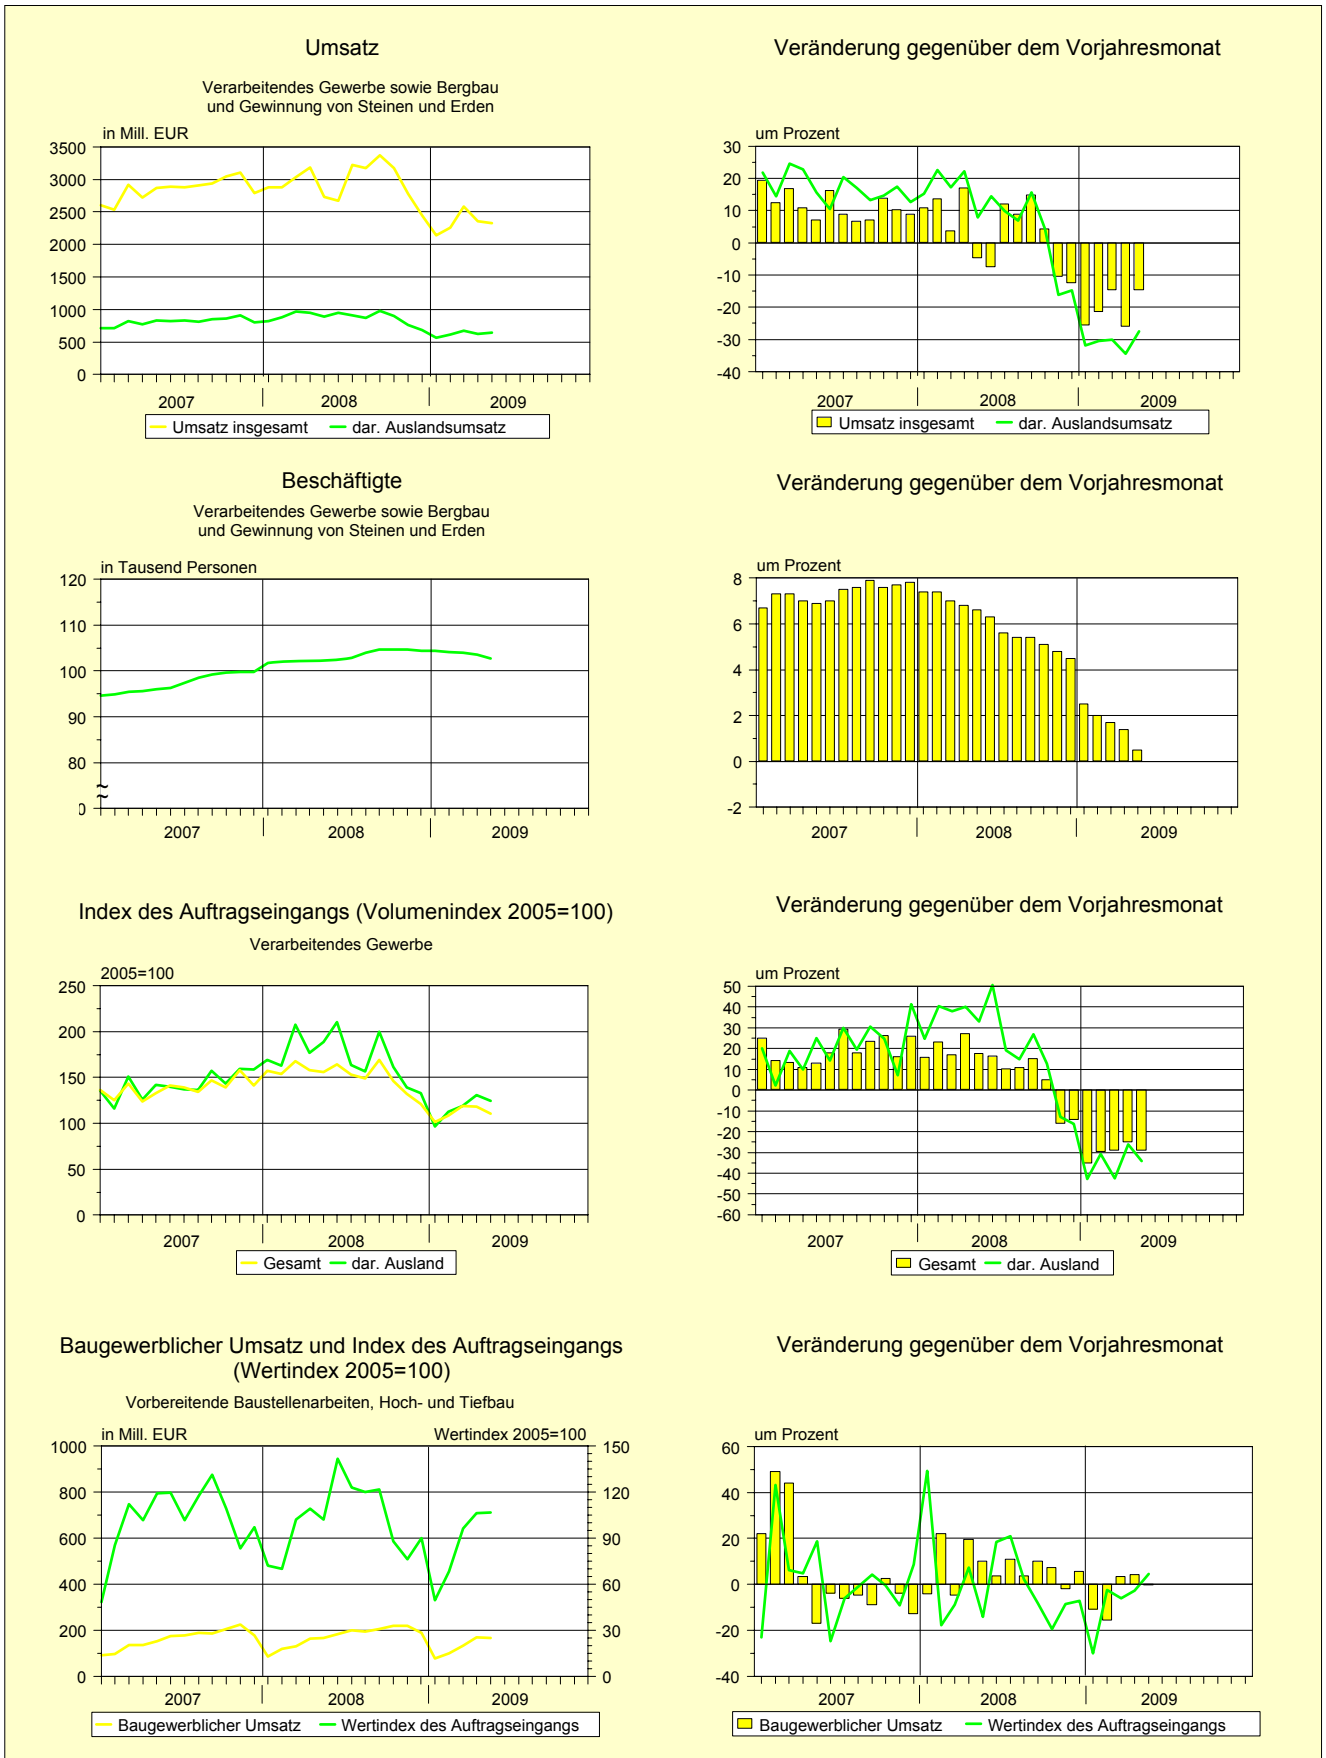 Umsatz
Verarbeitendes Gewerbe sowie Bergbau
und Gewinnung von Steinen und Erden
in Mill. EUR
3500
3000
2500
2000
1500
1000
500
0
2007 2008 2009
Umsatz insgesamt dar. Auslandsumsatz
Veränderung gegenüber dem Vorjahresmonat
um Prozent
30
20
10
0
-10
-20
-30
-40
2007 2008 2009
Umsatz insgesamt dar. Auslandsumsatz
Beschäftigte
Verarbeitendes Gewerbe sowie Bergbau
und Gewinnung von Steinen und Erden
in Tausend Personen
120
110
100
90
80
0
2007 2008 2009
Veränderung gegenüber dem Vorjahresmonat
um Prozent
8
6
4
2
0
-2
2007 2008 2009
Index des Auftragseingangs (Volumenindex 2005=100)
Verarbeitendes Gewerbe
2005=100
250
200
150
100
50
0
2007 2008 2009
Gesamt dar. Ausland
Veränderung gegenüber dem Vorjahresmonat
um Prozent
50
40
30
20
10
0
-10
-20
-30
-40
-50
-60
2007 2008 2009
Gesamt dar. Ausland
Baugewerblicher Umsatz und Index des Auftragseingangs
(Wertindex 2005=100)
Vorbereitende Baustellenarbeiten, Hoch- und Tiefbau
in Mill. EUR Wertindex 2005=100
1000 150
800 120
600 90
400 60
200 30
0 0
2007 2008 2009
Baugewerblicher Umsatz Wertindex des Auftragseingangs
Veränderung gegenüber dem Vorjahresmonat
um Prozent
60
40
20
0
-20
-40
2007 2008 2009
Baugewerblicher Umsatz Wertindex des Auftragseingangs